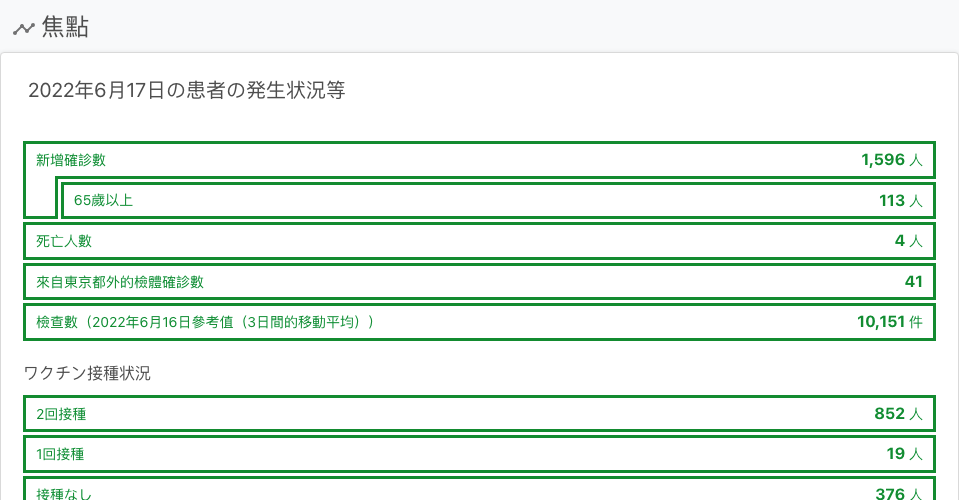 焦點
2022年6月17日の患者の発生状況等
新增確診數 1,596 人
65歲以上 113 人
死亡人數 4 人
來自東京都外的檢體確診數 41
檢查數（2022年6月16日參考值（3日間的移動平均）） 10,151 件
ワクチン接種状況
2回接種 852 人
1回接種 19 人
接種なし 376 人